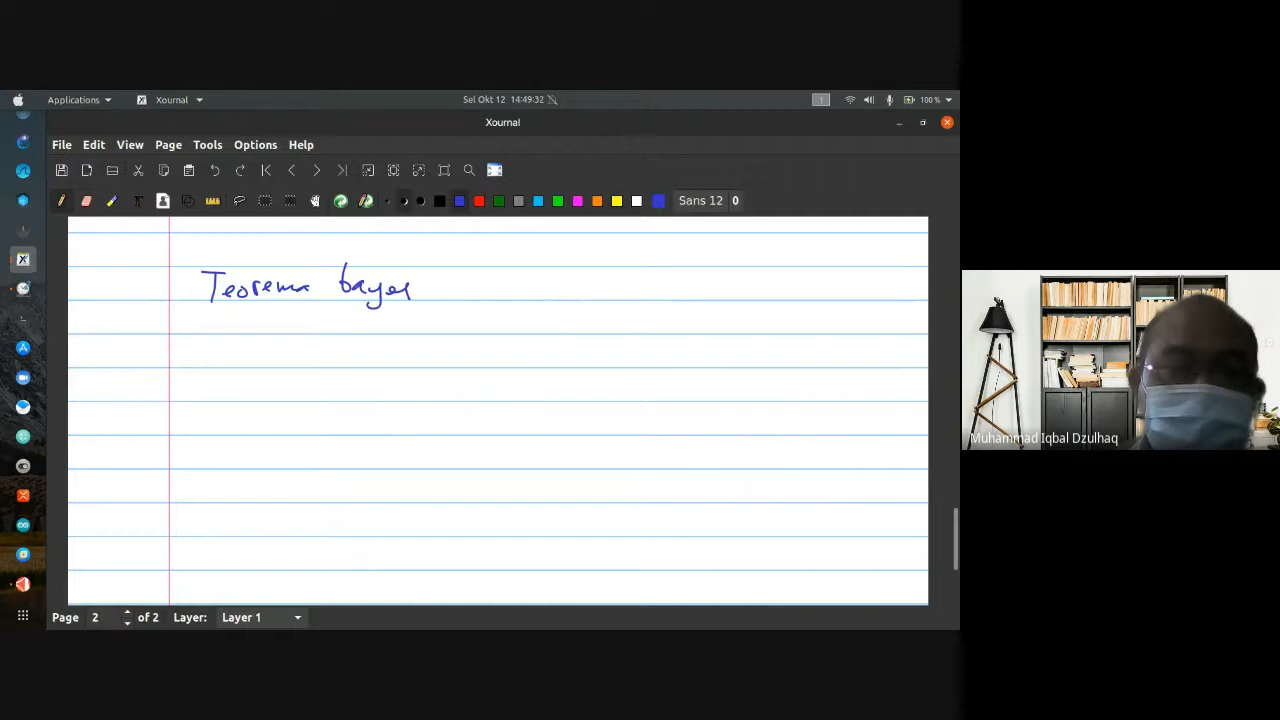 Applications
Xournal
Sel Okt 12 14:49:32
1
100 %
Xournal
File Edit View Page Tools Options Help
Sans 12 0
Teorema bayes
Muhammad Iqbal Dzulhaq
Page 2 of 2 Layer: Layer 1